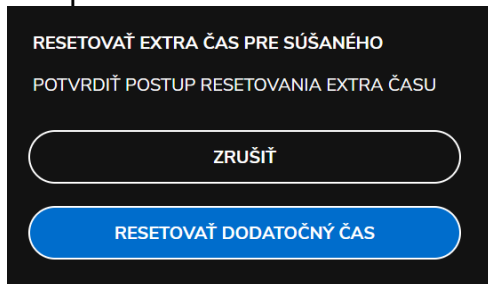 RESETOVAŤ EXTRA ČAS PRE SÚŠANÉHO
POTVRDIŤ POSTUP RESETOVANIA EXTRA ČASU
ZRUŠIŤ
RESETOVAŤ DODATOČNÝ ČAS